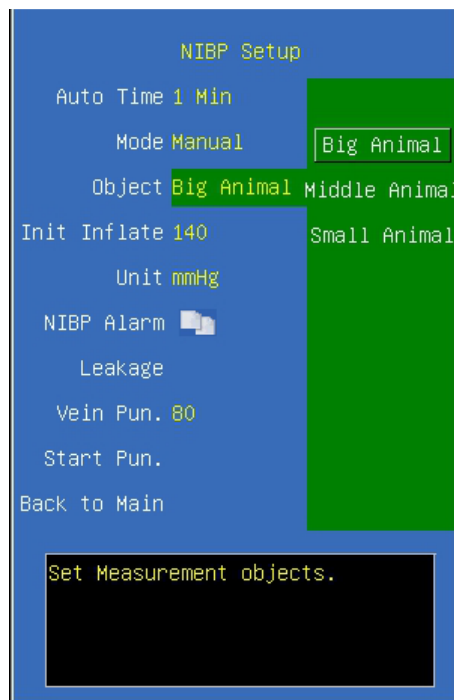 NIBP Setup
Auto Time 1 Min
Mode Manual Big Animal
Object Big Animal Middle Anima
Init Inflate 140 Small Animal
Unit mmHg
NIBP Alarm
Leakage
Vein Pun. 80
Start Pun.
Back to Main
Set Measurement objects.